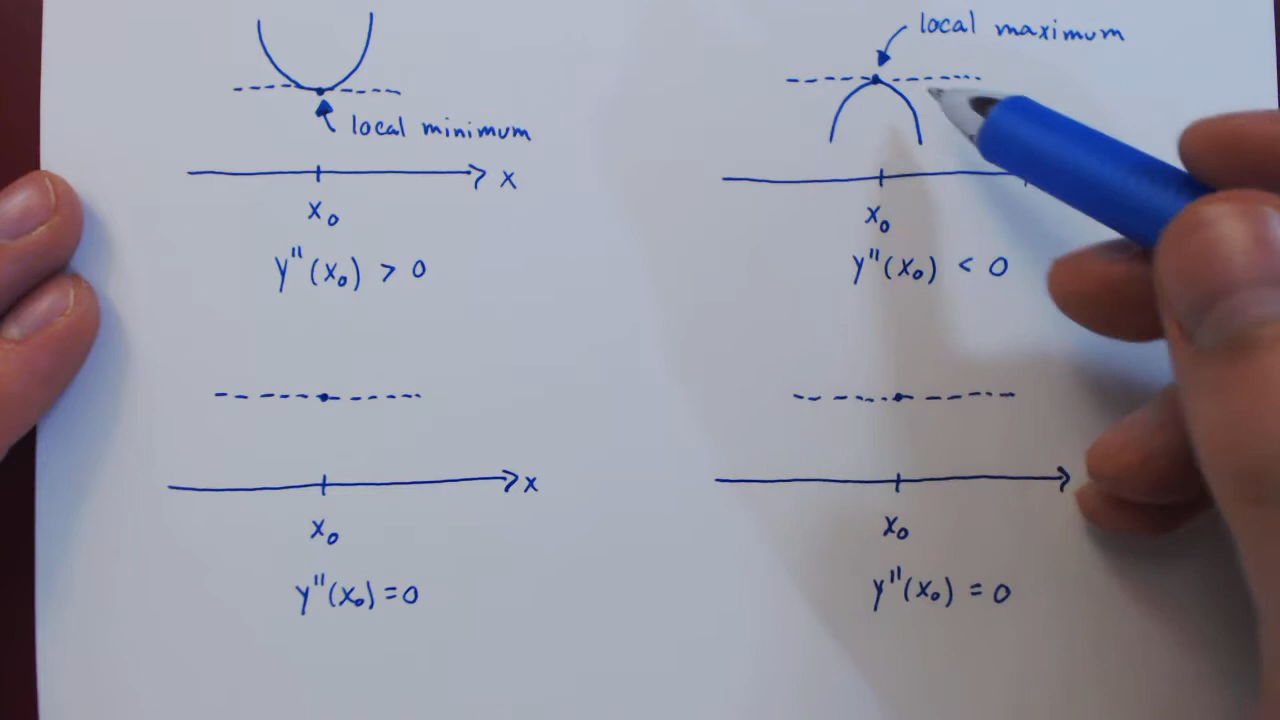 local maximum
local minimum
x
x₀
x₀
y''(x₀) > 0
y''(x₀) < 0
x
x₀
x₀
y''(x₀) = 0
y''(x₀) = 0